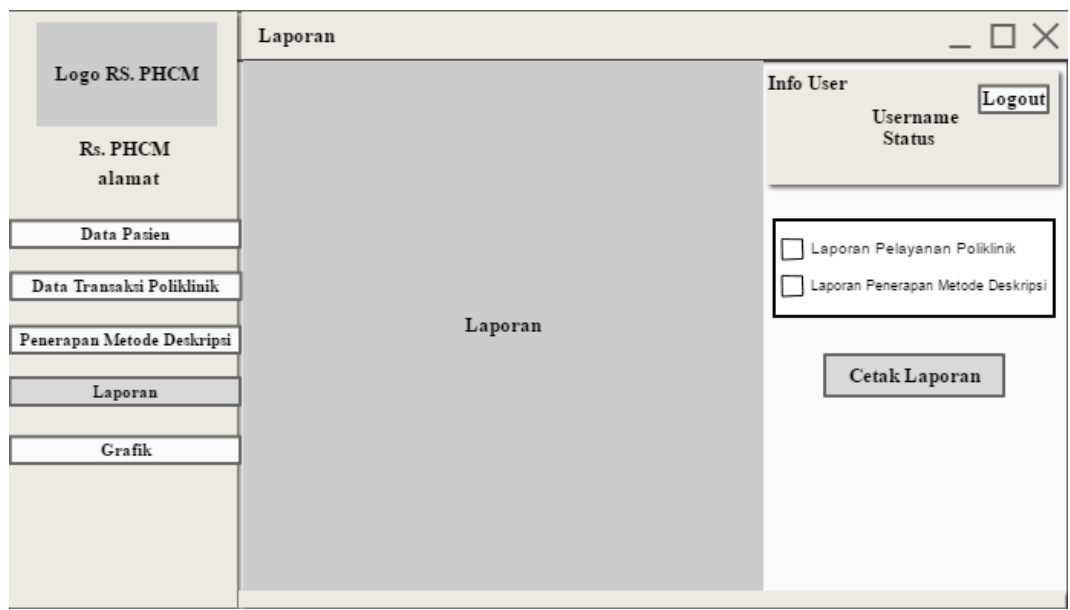 Logo RS. PHCM
Rs. PHCM
alamat
Data Pasien
Data Transaksi Poliklinik
Penerapan Metode Deskripsi
Laporan
Grafik
Laporan
Laporan
Info User
Logout
Username
Status
Laporan Pelayanan Poliklinik
Laporan Penerapan Metode Deskripsi
Cetak Laporan